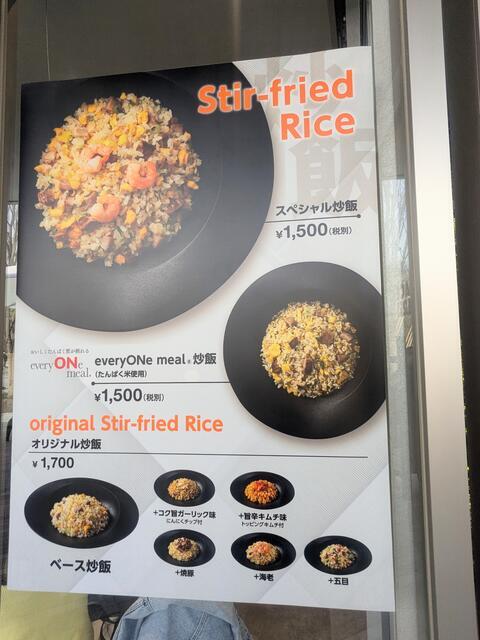 Stir-fried
Rice
炒
飯
スペシャル炒飯
¥1,500(税別)
おいしくたんぱく質が摂れる
everyONe
meal.
everyONe meal®炒飯
(たんぱく米使用)
¥1,500(税別)
original Stir-fried Rice
オリジナル炒飯
¥1,700
ベース炒飯
+コク旨ガーリック味
にんにくチップ付
+旨辛キムチ味
トッピングキムチ付
+焼豚
+海老
+五目